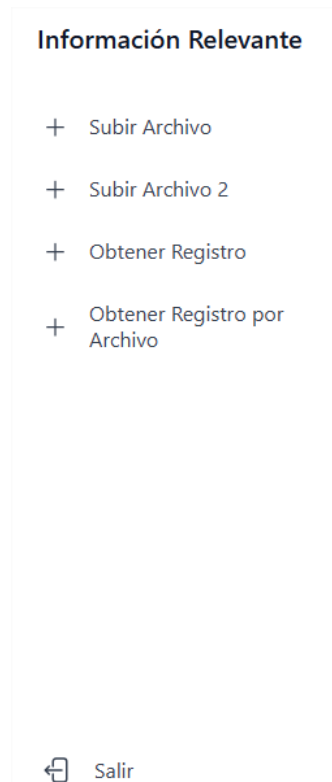 Información Relevante
Subir Archivo
Subir Archivo 2
Obtener Registro
Obtener Registro por
Archivo
Salir